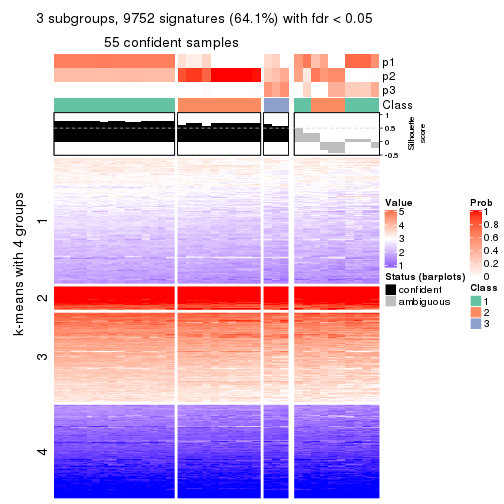 3 subgroups, 9752 signatures (64.1%) with fdr < 0.05
55 confident samples
p1
p2
p3
Class
1
0.5
0
-0.5
Silhouette
score
k-means with 4 groups
1
2
3
4
Value
5
4
3
2
1
Status (barplots)
confident
ambiguous
Prob
1
0.8
0.6
0.4
0.2
0
Class
1
2
3